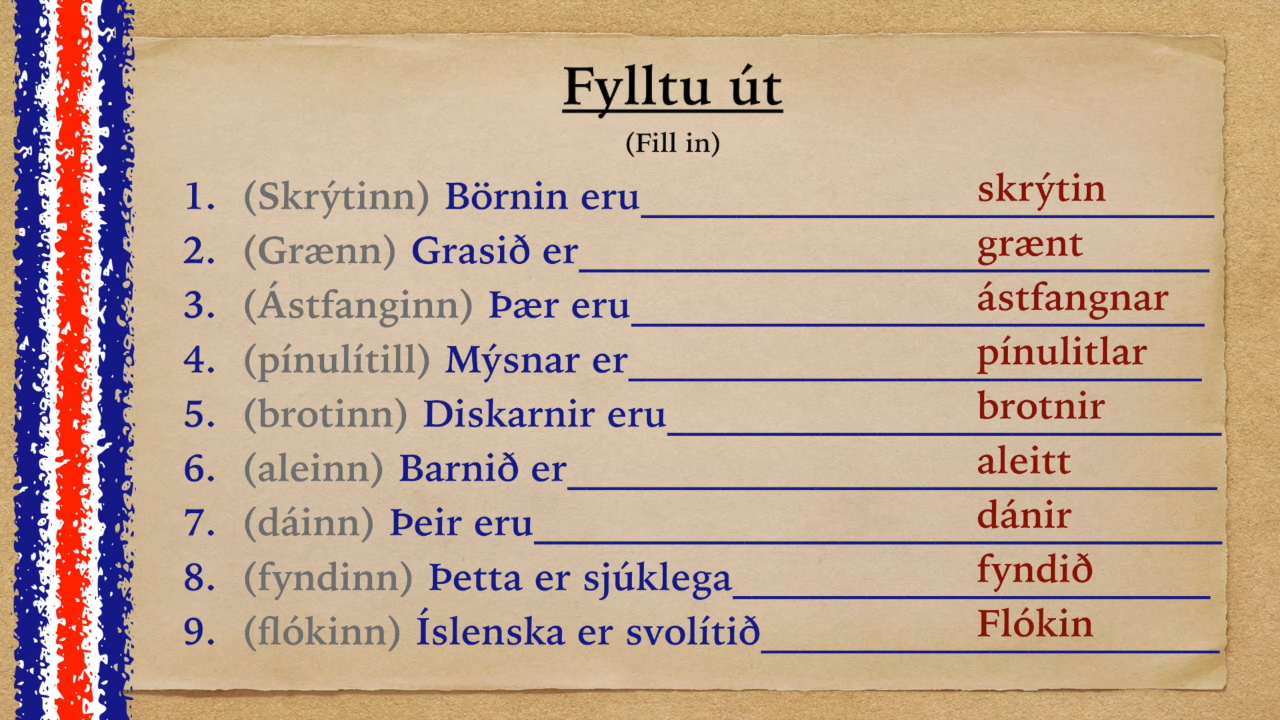 Fylltu út
(Fill in)
1. (Skrýtinn) Börnin eru skrýtin
2. (Grænn) Grasið er grænt
3. (Ástfanginn) Þær eru ástfangnar
4. (pínulítill) Mýsnar er pínulitlar
5. (brotinn) Diskarnir eru brotnir
6. (aleinn) Barnið er aleitt
7. (dáinn) Þeir eru dánir
8. (fyndinn) Þetta er sjúklega fyndið
9. (flókinn) Íslenska er svolítið Flókin